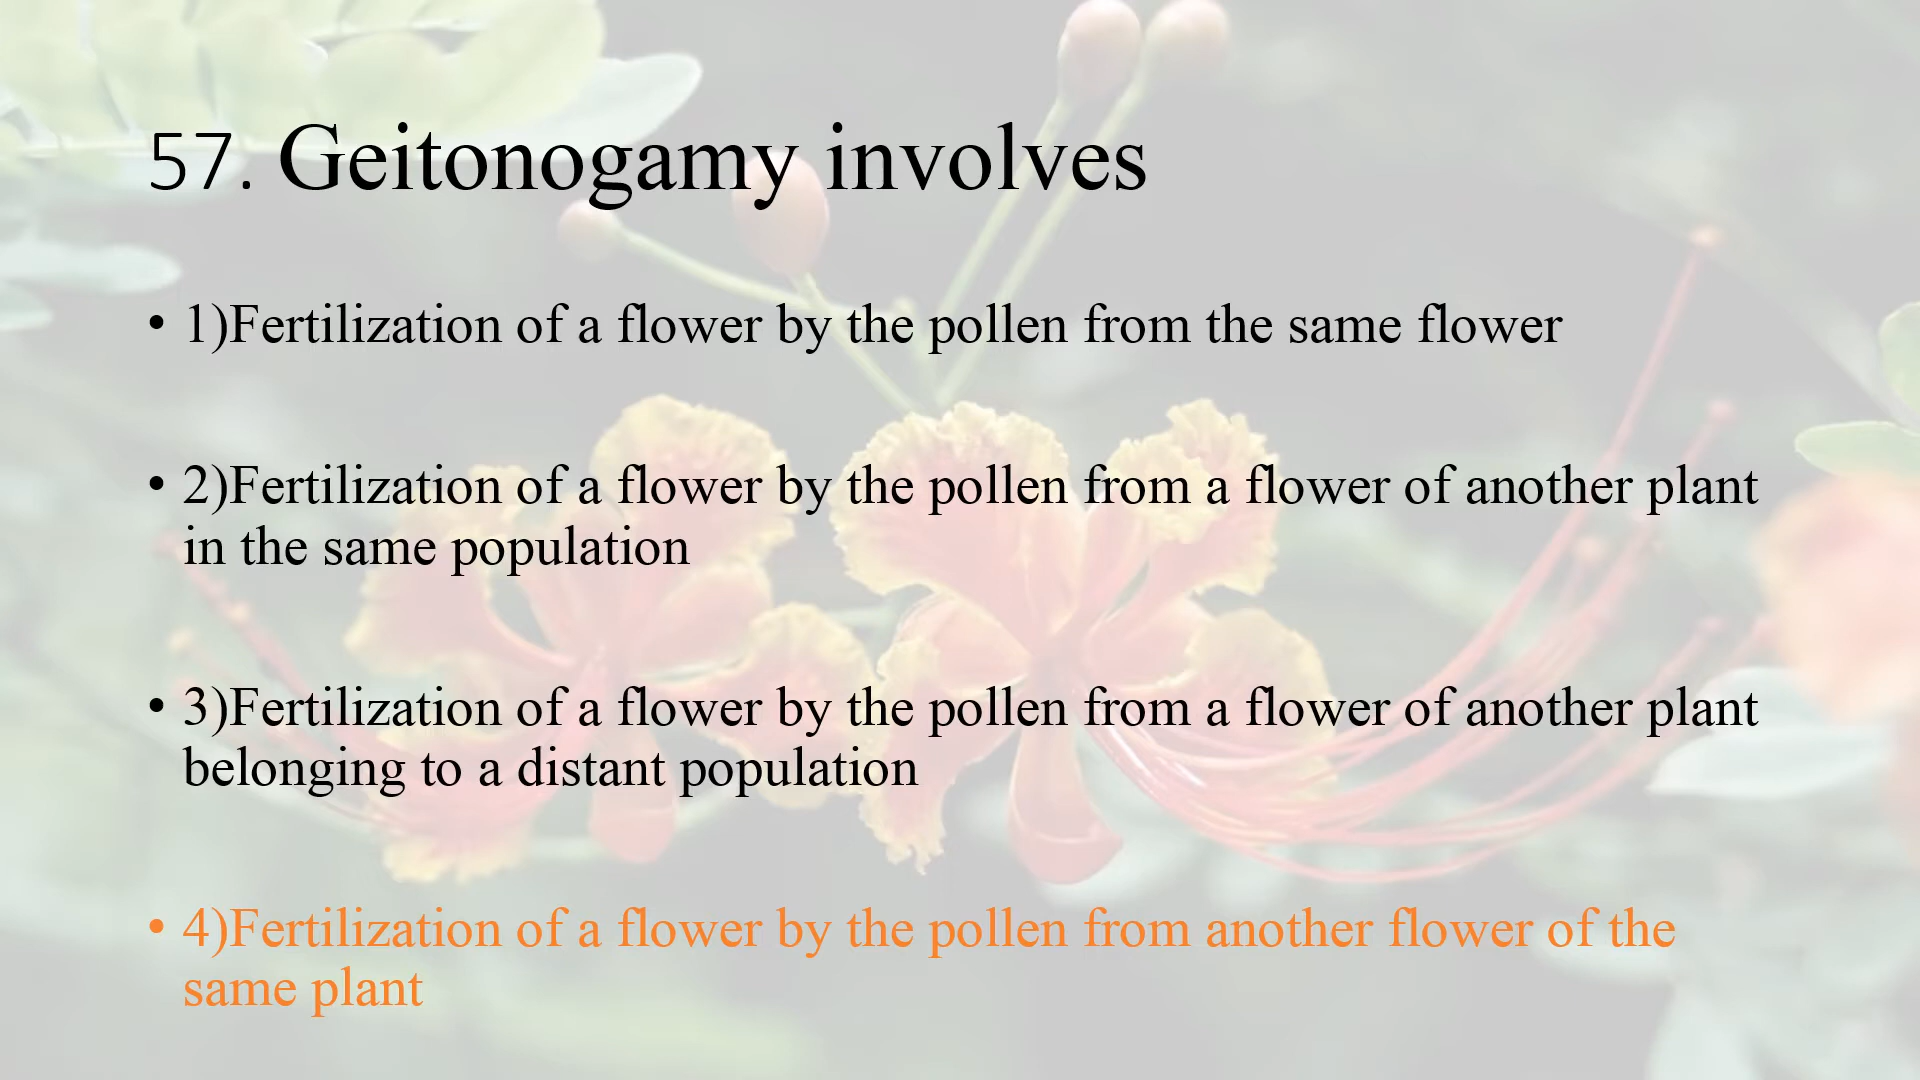 57. Geitonogamy involves
• 1)Fertilization of a flower by the pollen from the same flower
• 2)Fertilization of a flower by the pollen from a flower of another plant
in the same population
• 3)Fertilization of a flower by the pollen from a flower of another plant
belonging to a distant population
• 4)Fertilization of a flower by the pollen from another flower of the
same plant